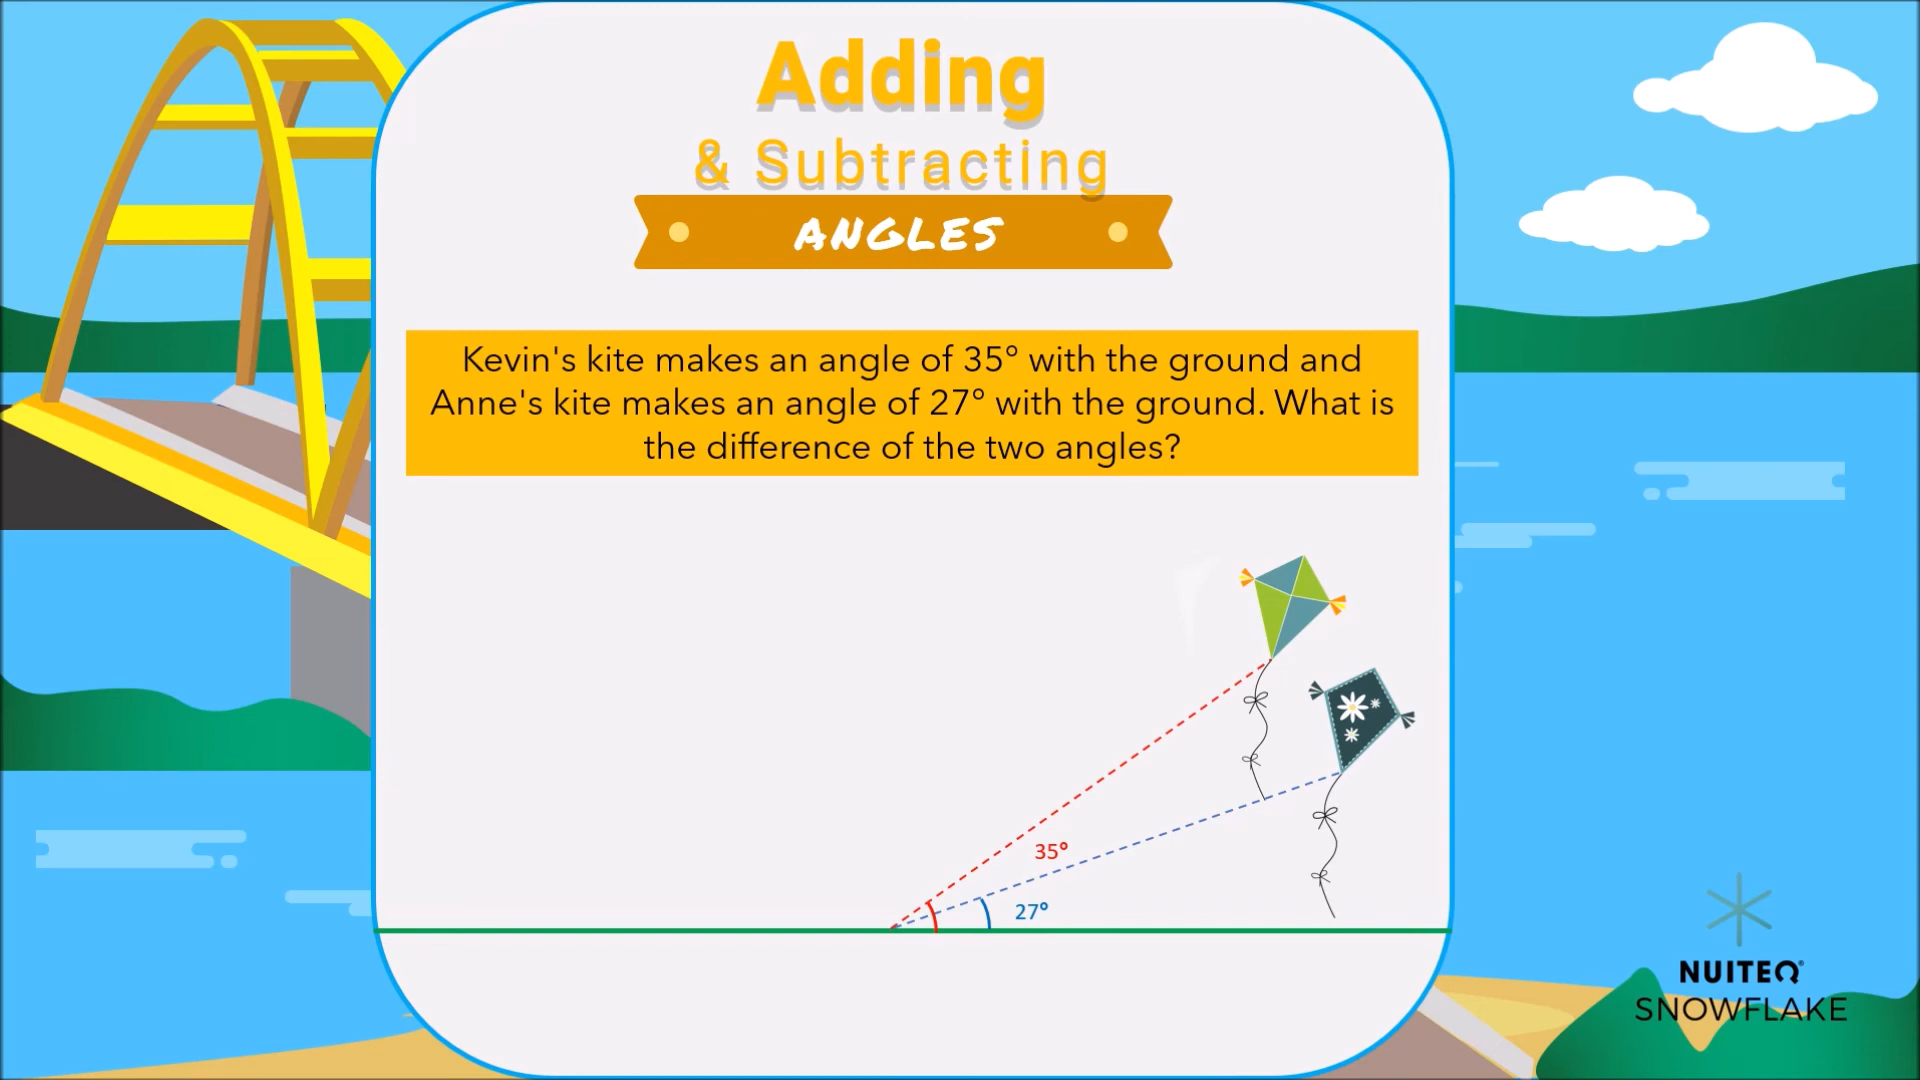 Adding
& Subtracting
ANGLES
Kevin's kite makes an angle of 35° with the ground and
Anne's kite makes an angle of 27° with the ground. What is
the difference of the two angles?
35°
27°
NUITEQ®
SNOWFLAKE